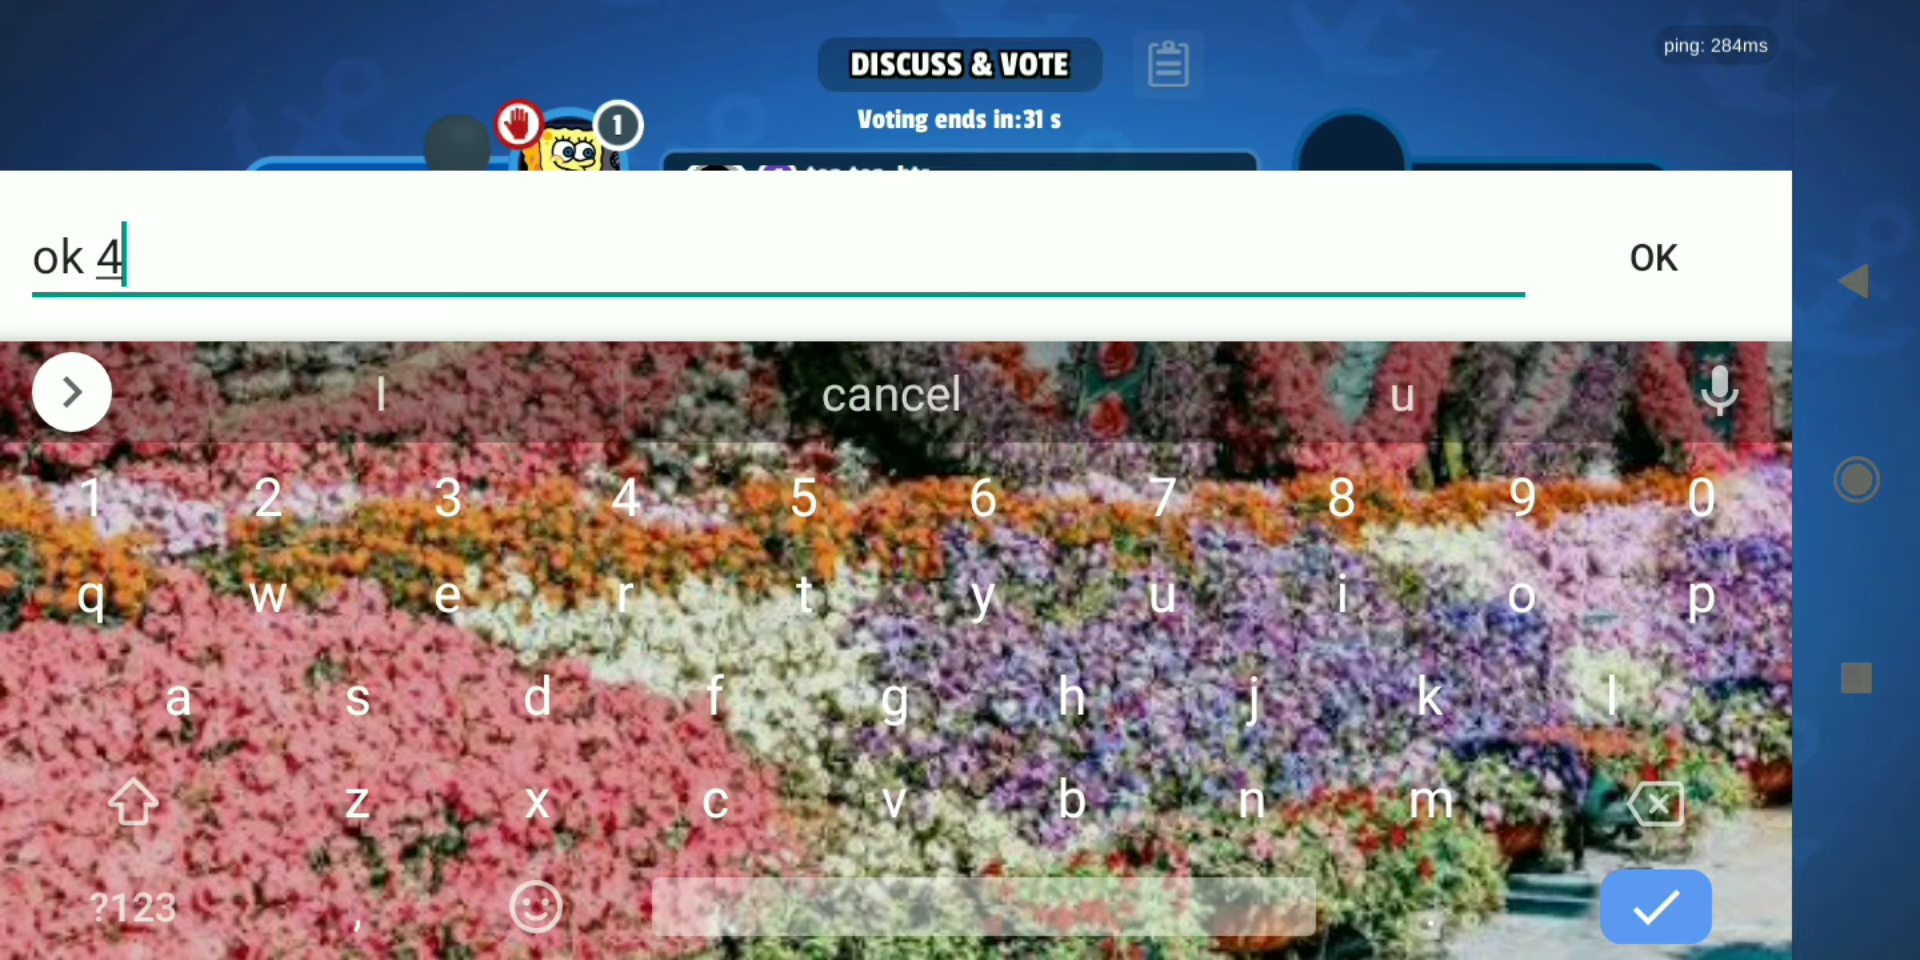 DISCUSS & VOTE
ping: 284ms
1
Voting ends in:31 s
ok 4
OK
l cancel u
1 2 3 4 5 6 7 8 9 0
q w e r t y u i o p
a s d f g h j k l
z x c v b n m
?123 , .